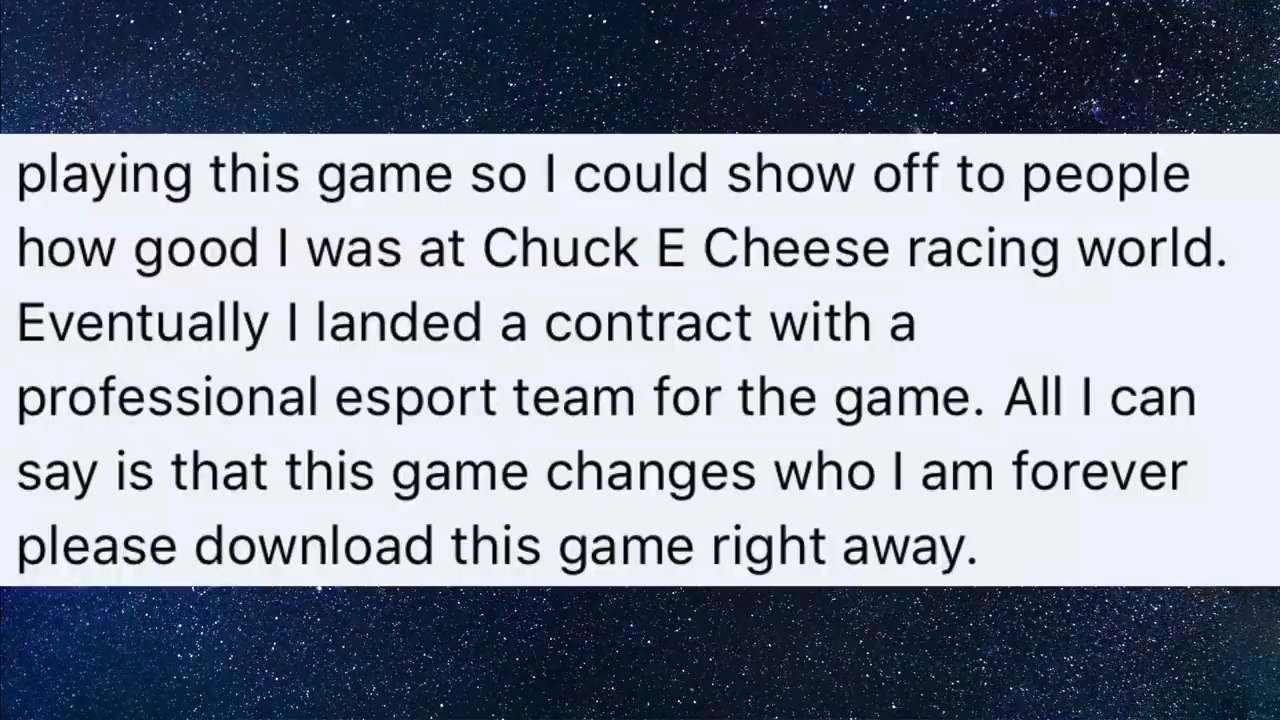 playing this game so I could show off to people
how good I was at Chuck E Cheese racing world.
Eventually I landed a contract with a
professional esport team for the game. All I can
say is that this game changes who I am forever
please download this game right away.